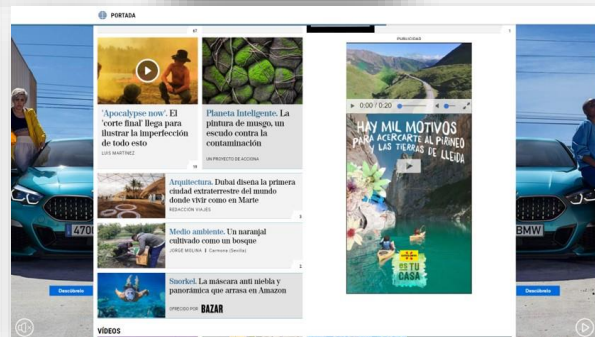 PORTADA
67
1
'Apocalypse now'. El
'corte final' llega para
ilustrar la imperfección
de todo esto
LUIS MARTÍNEZ
Planeta Inteligente. La
pintura de musgo, un
escudo contra la
contaminación
UN PROYECTO DE ACCIONA
Arquitectura. Dubai diseña la primera
ciudad extraterrestre del mundo
donde vivir como en Marte
REDACCIÓN VIAJES
Medio ambiente. Un naranjal
cultivado como un bosque
JORGE MOLINA | Carmona (Sevilla)
2
Snorkel. La máscara anti niebla y
panorámica que arrasa en Amazon
OFRECIDO POR BAZAR
VÍDEOS
PUBLICIDAD
0:00 / 0:20
HAY MIL MOTIVOS
PARA ACERCARTE AL PIRINEO
Y LAS TIERRAS DE LLEIDA
es TU
CASA
470
BMW
Descúbrelo
Descúbrelo